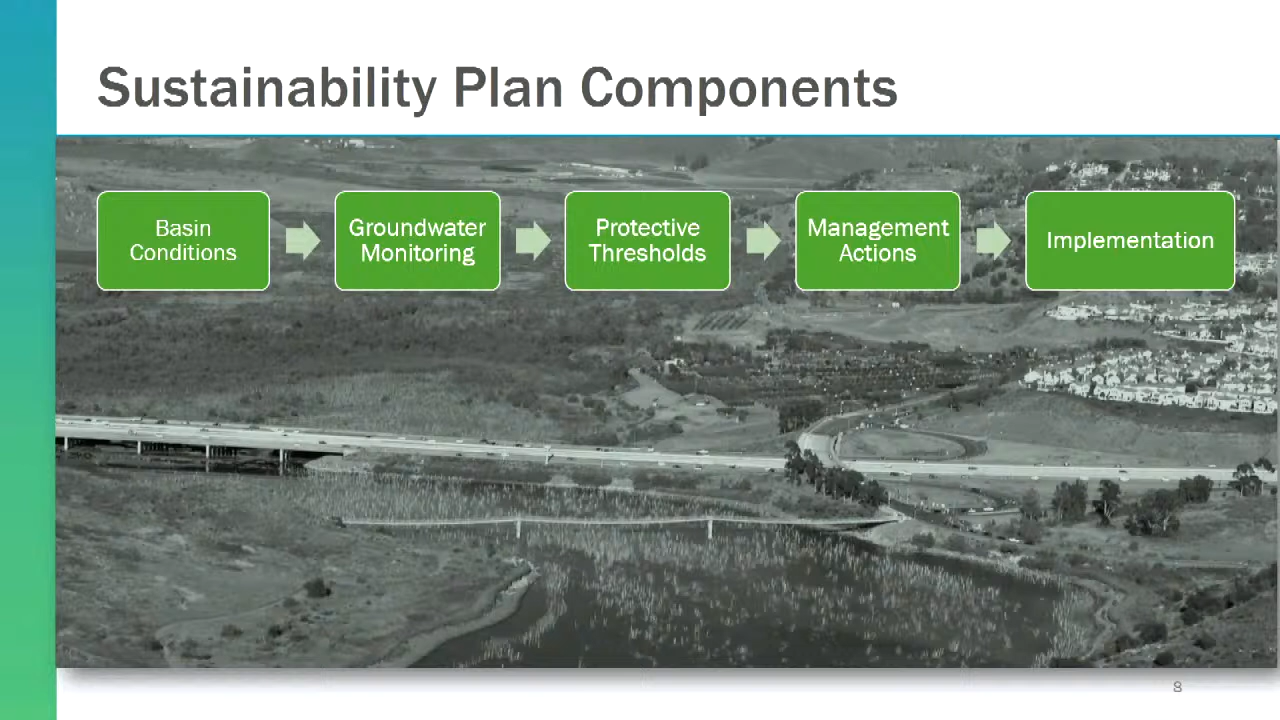 Sustainability Plan Components
Basin
Conditions
Groundwater
Monitoring
Protective
Thresholds
Management
Actions
Implementation
8